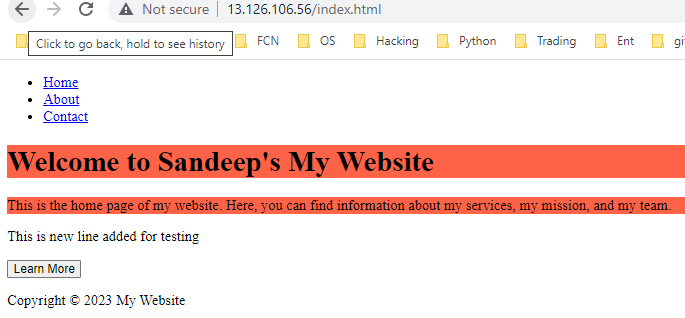 Not secure | 13.126.106.56/index.html
Click to go back, hold to see history FCN OS Hacking Python Trading Ent gi
Home
About
Contact
Welcome to Sandeep's My Website
This is the home page of my website. Here, you can find information about my services, my mission, and my team.
This is new line added for testing
Learn More
Copyright © 2023 My Website